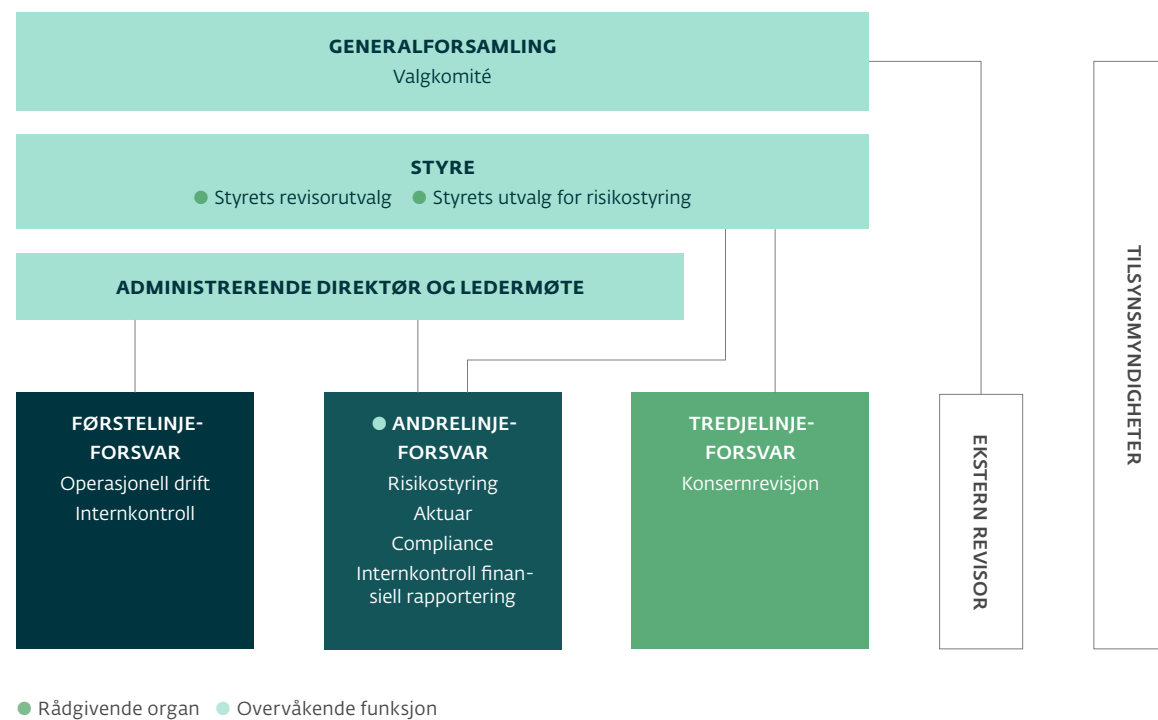 GENERALFORSAMLING
Valgkomité
STYRE
Styrets revisorutvalg Styrets utvalg for risikostyring
ADMINISTRERENDE DIREKTØR OG LEDERMØTE
FØRSTELINJE-
FORSVAR
Operasjonell drift
Internkontroll
ANDRELINJE-
FORSVAR
Risikostyring
Aktuar
Compliance
Internkontroll finan-
siell rapportering
TREDJELINJE-
FORSVAR
Konsernrevisjon
EKSTERN REVISOR
TILSYNSMYNDIGHETER
Rådgivende organ Overvåkende funksjon